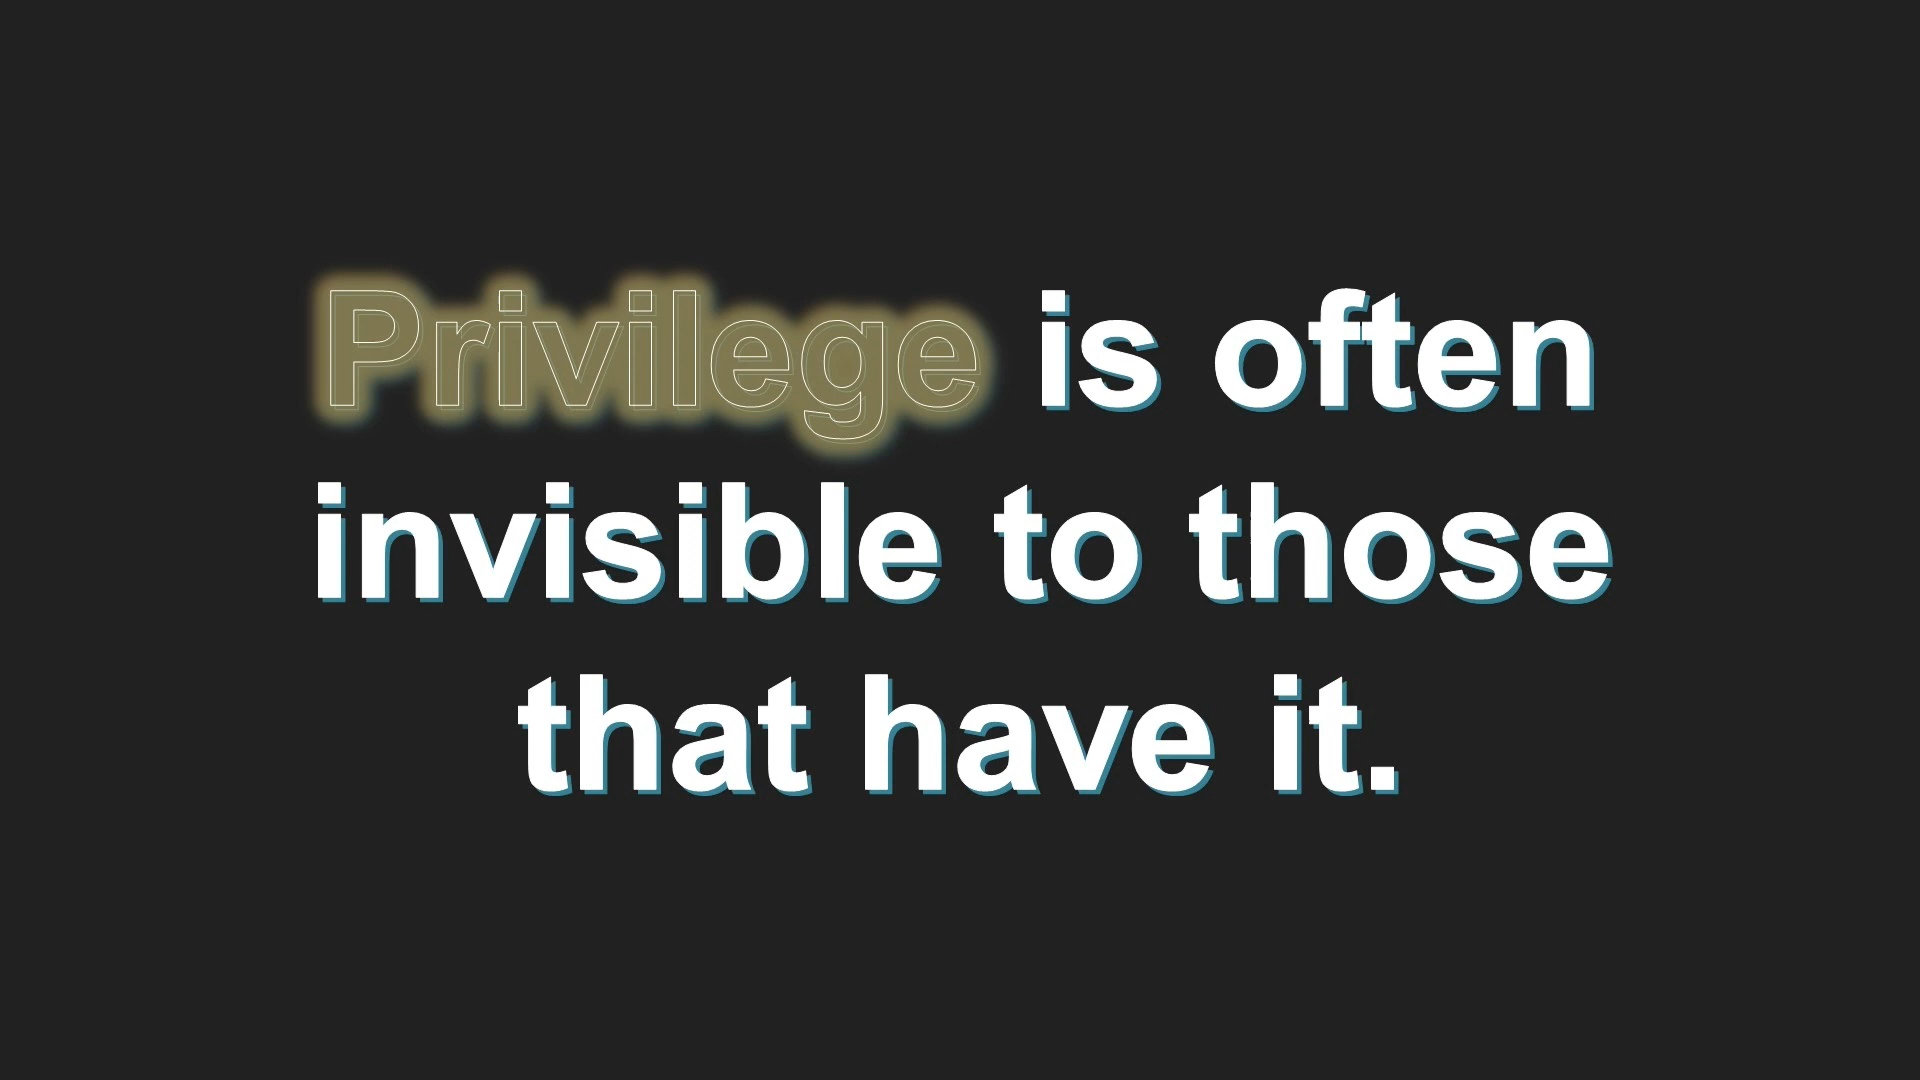 Privilege is often
invisible to those
that have it.